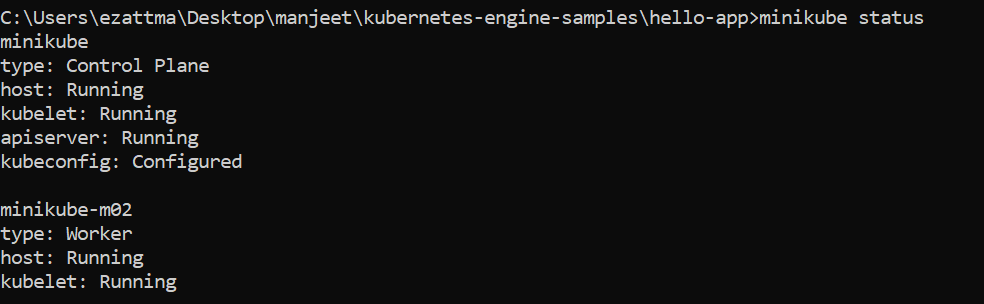 C:\Users\ezattma\Desktop\manjeet\kubernetes-engine-samples\hello-app>minikube status
minikube
type: Control Plane
host: Running
kubelet: Running
apiserver: Running
kubeconfig: Configured

minikube-m02
type: Worker
host: Running
kubelet: Running